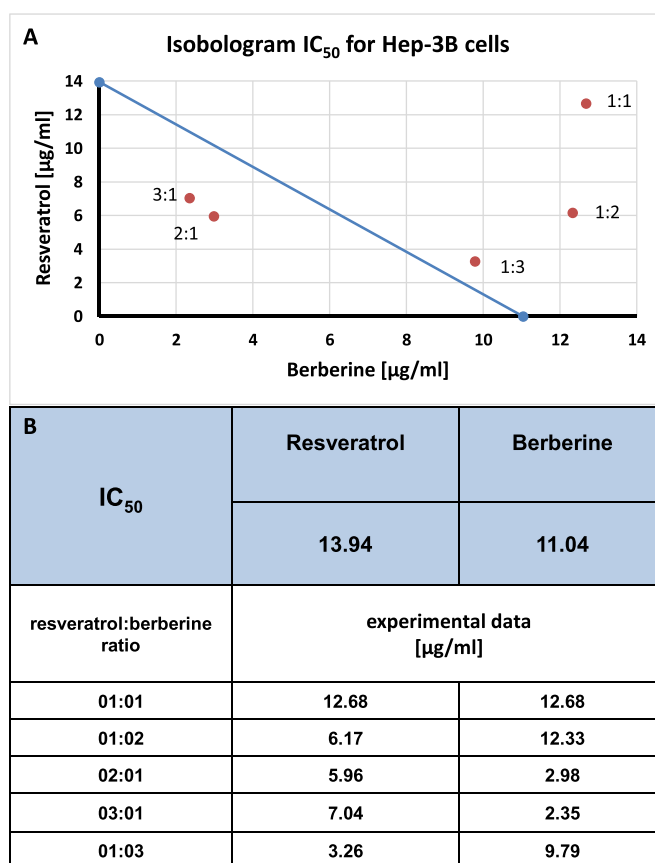 A
Isobologram IC50 for Hep-3B cells
Resveratrol [µg/ml]
14
12
10
8
6
4
2
0
1:1
3:1
2:1
1:2
1:3
0 2 4 6 8 10 12 14
Berberine [µg/ml]
B
IC50 Resveratrol Berberine
13.94 11.04
resveratrol:berberine ratio
experimental data
[µg/ml]
01:01 12.68 12.68
01:02 6.17 12.33
02:01 5.96 2.98
03:01 7.04 2.35
01:03 3.26 9.79